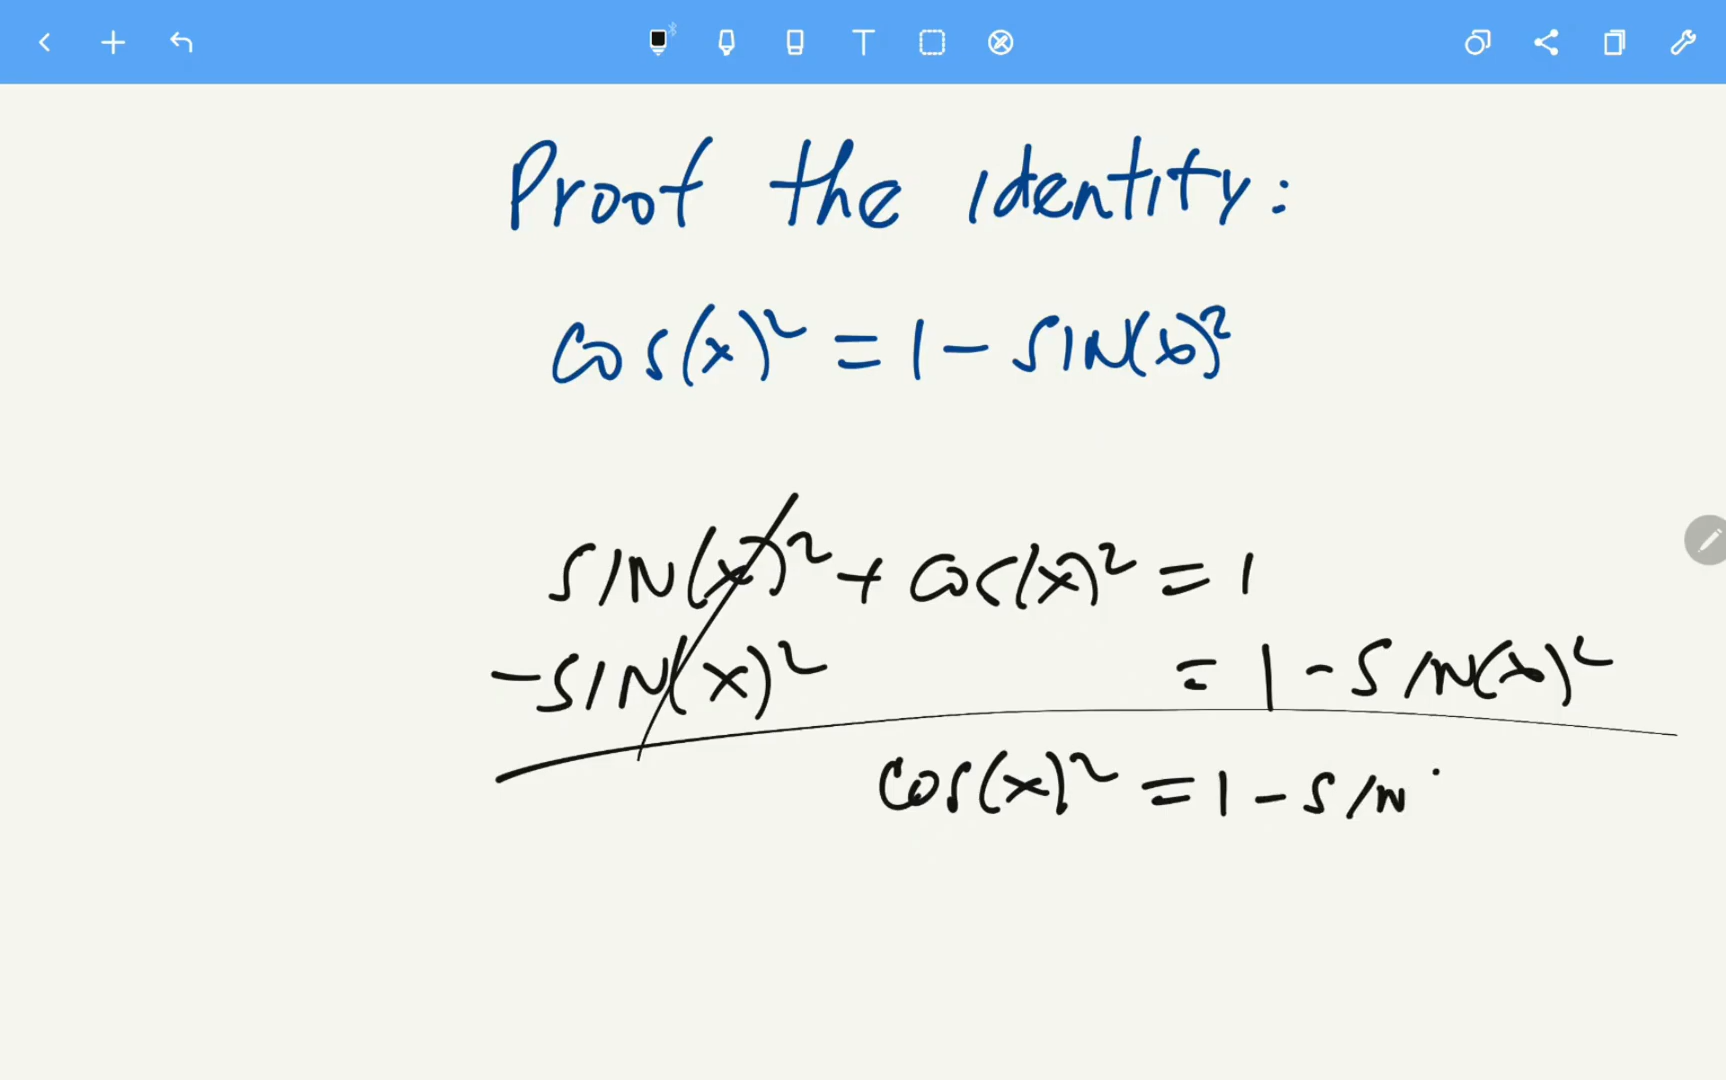 Proof the identity:
cos(x)² = 1 - SIN(x)²
SIN(x)² + cos(x)² = 1
-SIN(x)² = 1 - SIN(x)²
cos(x)² = 1 - SIN